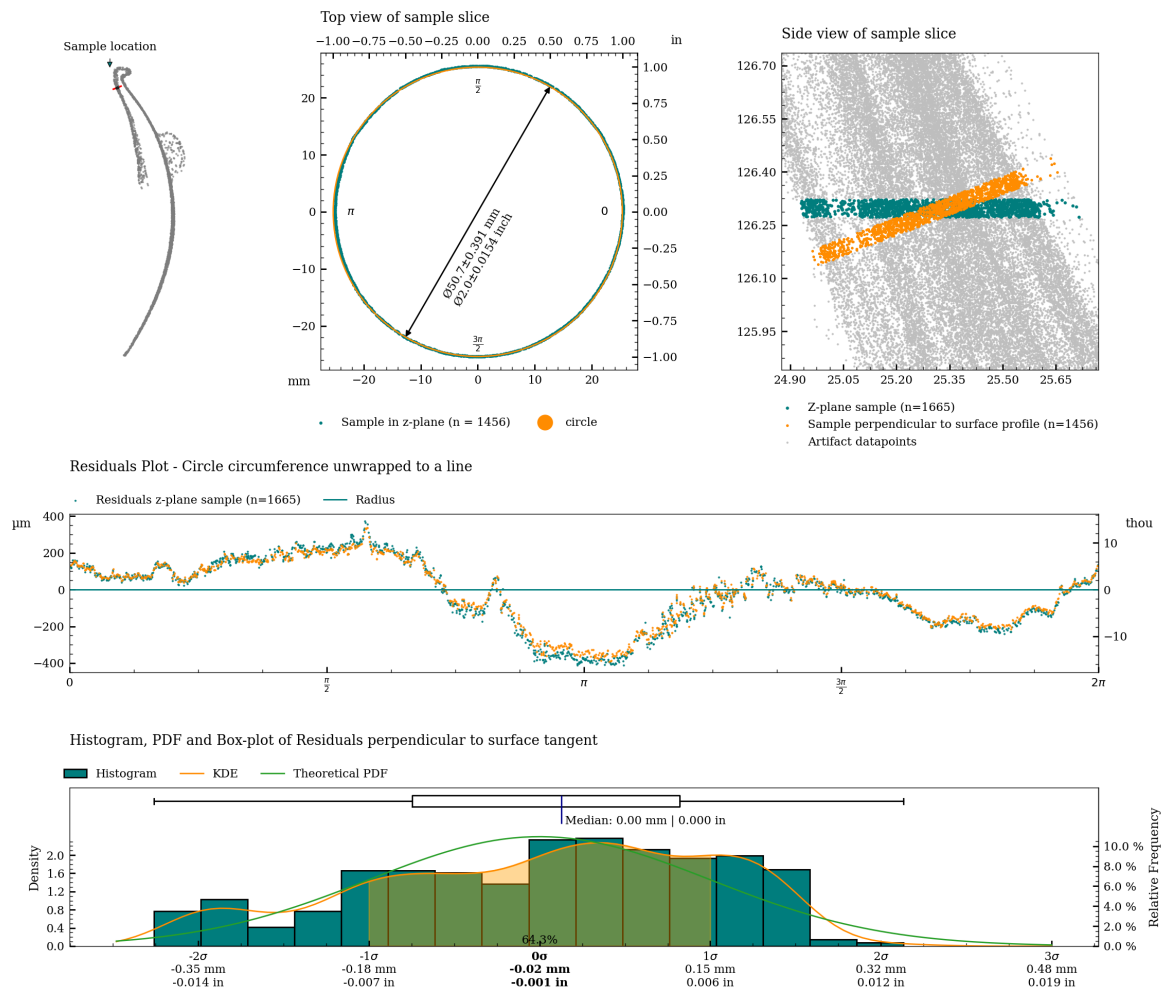 Top view of sample slice
Sample location
−1.00 −0.75 −0.50 −0.25 0.00 0.25 0.50 0.75 1.00 in
Side view of sample slice
20
10
0
−10
−20
mm
−20 −10 0 10 20
1.00
0.75
0.50
0.25
0.00
−0.25
−0.50
−0.75
−1.00
π/2
π
0
3π/2
Ø50.7±0.391 mm
Ø2.0±0.0154 inch
126.70
126.55
126.40
126.25
126.10
125.95
24.90 25.05 25.20 25.35 25.50 25.65
Sample in z-plane (n = 1456)
circle
Z-plane sample (n=1665)
Sample perpendicular to surface profile (n=1456)
Artifact datapoints
Residuals Plot - Circle circumference unwrapped to a line
Residuals z-plane sample (n=1665)
Radius
µm
thou
400
200
0
−200
−400
10
0
−10
0 π/2 π 3π/2 2π
Histogram, PDF and Box-plot of Residuals perpendicular to surface tangent
Histogram
KDE
Theoretical PDF
Median: 0.00 mm | 0.000 in
Density
2.0
1.6
1.2
0.8
0.4
0.0
Relative Frequency
10.0 %
8.0 %
6.0 %
4.0 %
2.0 %
0.0 %
64.3%
-2σ -1σ 0σ 1σ 2σ 3σ
-0.35 mm -0.18 mm -0.02 mm 0.15 mm 0.32 mm 0.48 mm
-0.014 in -0.007 in -0.001 in 0.006 in 0.012 in 0.019 in